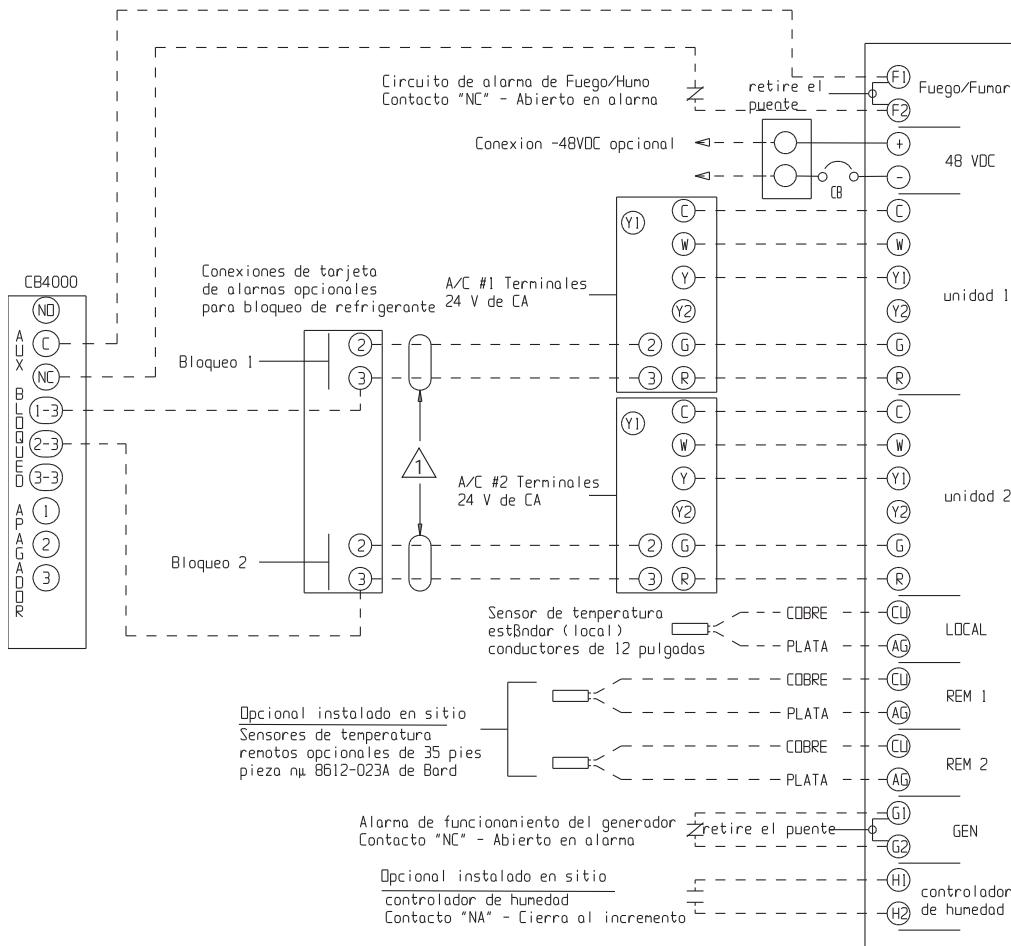 Circuito de alarma de Fuego/Humo
Contacto "NC" - Abierto en alarma
retire el
puente
F1
F2
Fuego/Fumar
Conexion -48VDC opcional
CB
+
-
48 VDC
CB4000
NO
C
NC
1-3
2-3
3-3
1
2
3
AUX BLOQUEO APAGADOR
Conexiones de tarjeta
de alarmas opcionales
para bloqueo de refrigerante
Bloqueo 1
2
3
1
Bloqueo 2
2
3
A/C #1 Terminales
24 V de CA
Y1
C
W
Y
Y2
2
G
3
R
C
W
Y1
Y2
G
R
unidad 1
A/C #2 Terminales
24 V de CA
Y1
C
W
Y
Y2
2
G
3
R
C
W
Y1
Y2
G
R
unidad 2
Sensor de temperatura
estßndar (local)
conductores de 12 pulgadas
COBRE
PLATA
CU
AG
LOCAL
Opcional instalado en sitio
Sensores de temperatura
remotos opcionales de 35 pies
pieza nµ 8612-023A de Bard
COBRE
PLATA
CU
AG
REM 1
COBRE
PLATA
CU
AG
REM 2
Alarma de funcionamiento del generador
Contacto "NC" - Abierto en alarma
retire el puente
G1
G2
GEN
Opcional instalado en sitio
controlador de humedad
Contacto "NA" - Cierra al incremento
H1
H2
controlador
de humedad